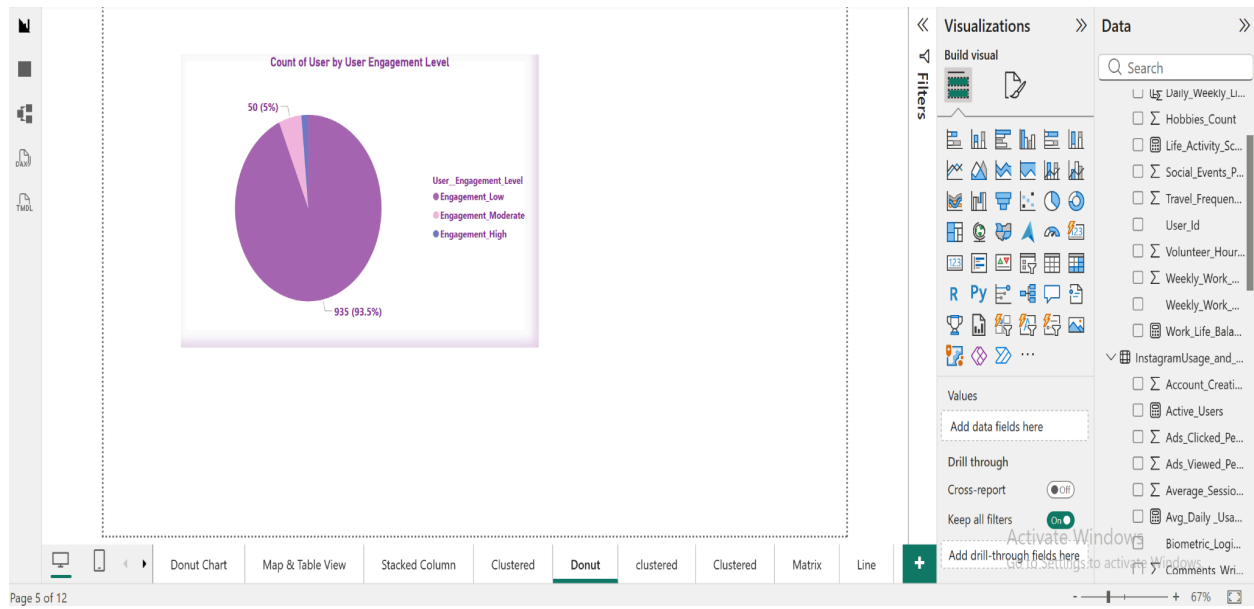 Count of User by User Engagement Level
50 (5%)
935 (93.5%)
User__Engagement_Level
Engagement_Low
Engagement_Moderate
Engagement_High
DAX
TMDL
Filters
Visualizations
Build visual
123
123
R Py
...
Values
Add data fields here
Drill through
Cross-report
Off
Keep all filters
On
Add drill-through fields here
Data
Search
Daily_Weekly_Li...
Hobbies_Count
Life_Activity_Sc...
Social_Events_P...
Travel_Frequen...
User_Id
Volunteer_Hour...
Weekly_Work_...
Weekly_Work_...
Work_Life_Bala...
InstagramUsage_and_...
Account_Creati...
Active_Users
Ads_Clicked_Pe...
Ads_Viewed_Pe...
Average_Sessio...
Avg_Daily _Usa...
Biometric_Logi...
Comments_Wri...
Activate Windows
Go to Settings to activate Windows.
Donut Chart
Map & Table View
Stacked Column
Clustered
Donut
clustered
Clustered
Matrix
Line
+
Page 5 of 12
- + 67%